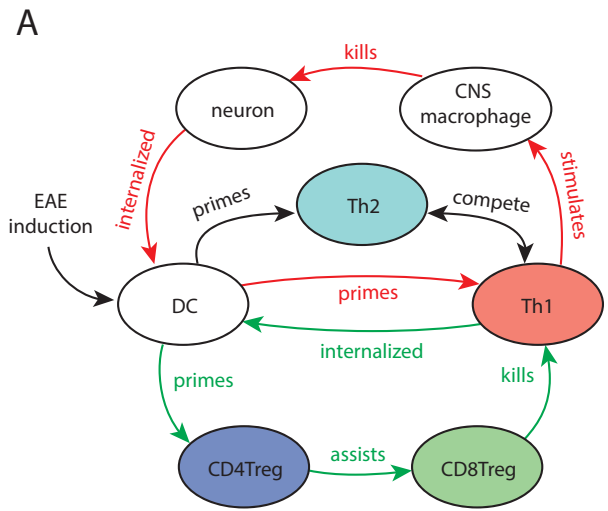 A
kills
neuron
CNS
macrophage
internalized
stimulates
EAE
induction
primes
Th2
compete
DC
primes
Th1
internalized
primes
kills
CD4Treg
assists
CD8Treg